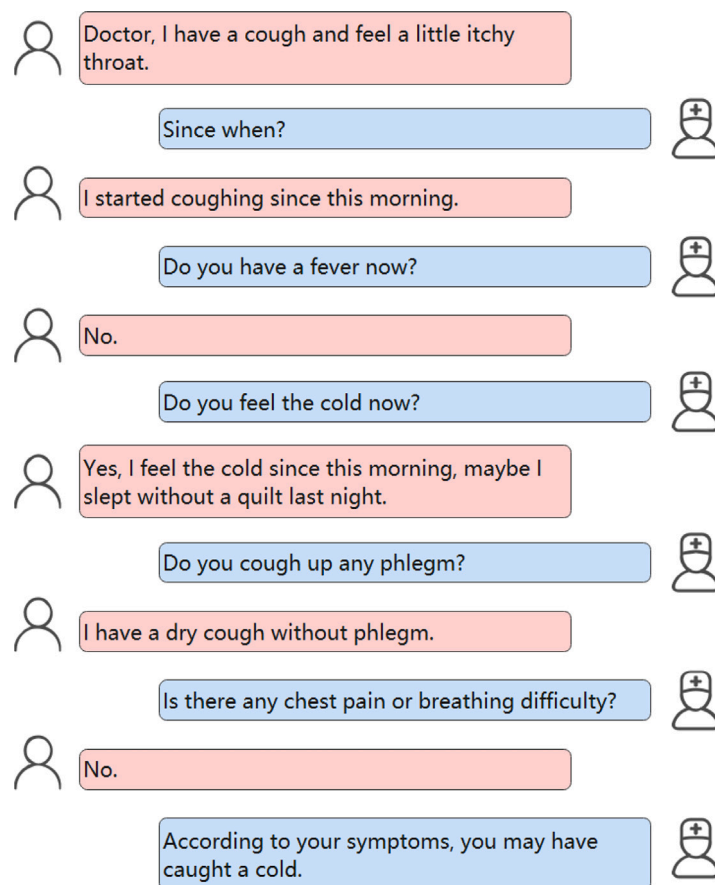 Doctor, I have a cough and feel a little itchy
throat.
Since when?
I started coughing since this morning.
Do you have a fever now?
No.
Do you feel the cold now?
Yes, I feel the cold since this morning, maybe I
slept without a quilt last night.
Do you cough up any phlegm?
I have a dry cough without phlegm.
Is there any chest pain or breathing difficulty?
No.
According to your symptoms, you may have
caught a cold.